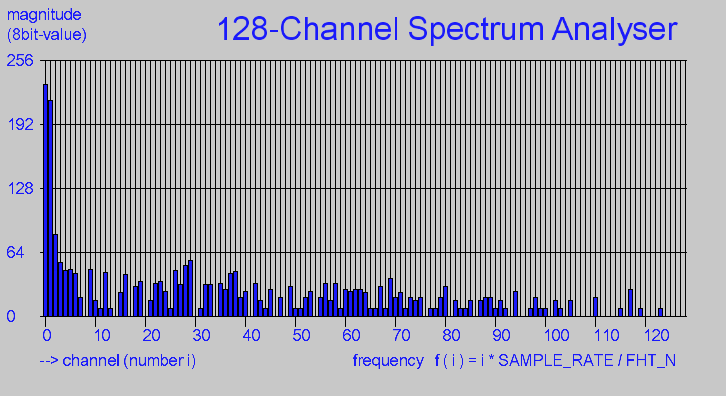 magnitude
(8bit-value)
128-Channel Spectrum Analyser
256
192
128
64
0
0 10 20 30 40 50 60 70 80 90 100 110 120
--> channel (number i) frequency f ( i ) = i * SAMPLE_RATE / FHT_N